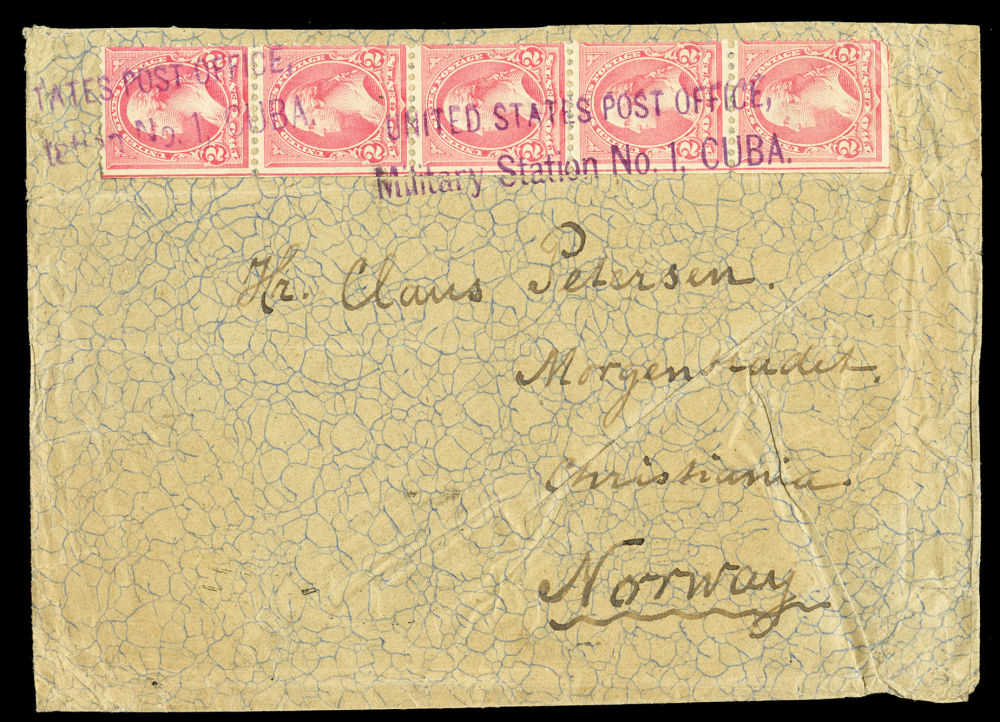 TATES POST OFFICE,
No. 1, CUBA.
UNITED STATES POST OFFICE,
Military Station No. 1, CUBA.
Hr. Claus Petersen.
Morgenbladet.
Christiania.
Norway